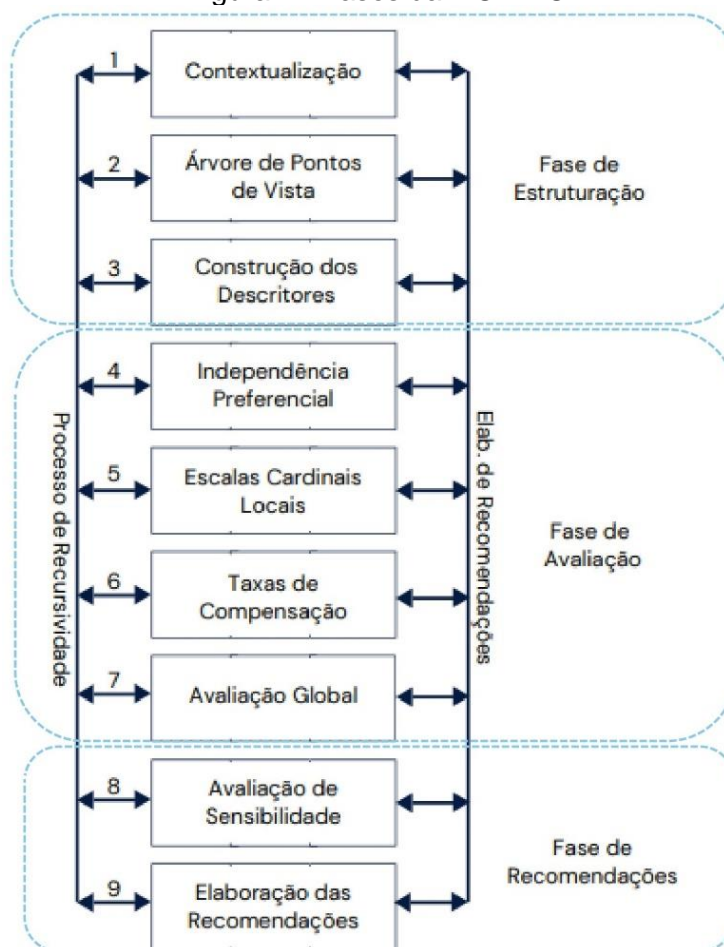 1
Contextualização
2
Árvore de Pontos
de Vista
Fase de
Estruturação
3
Construção dos
Descritores
4
Independência
Preferencial
Processo de Recursividade
Elab. de Recomendações
5
Escalas Cardinais
Locais
Fase de
Avaliação
6
Taxas de
Compensação
7
Avaliação Global
8
Avaliação de
Sensibilidade
Fase de
Recomendações
9
Elaboração das
Recomendações